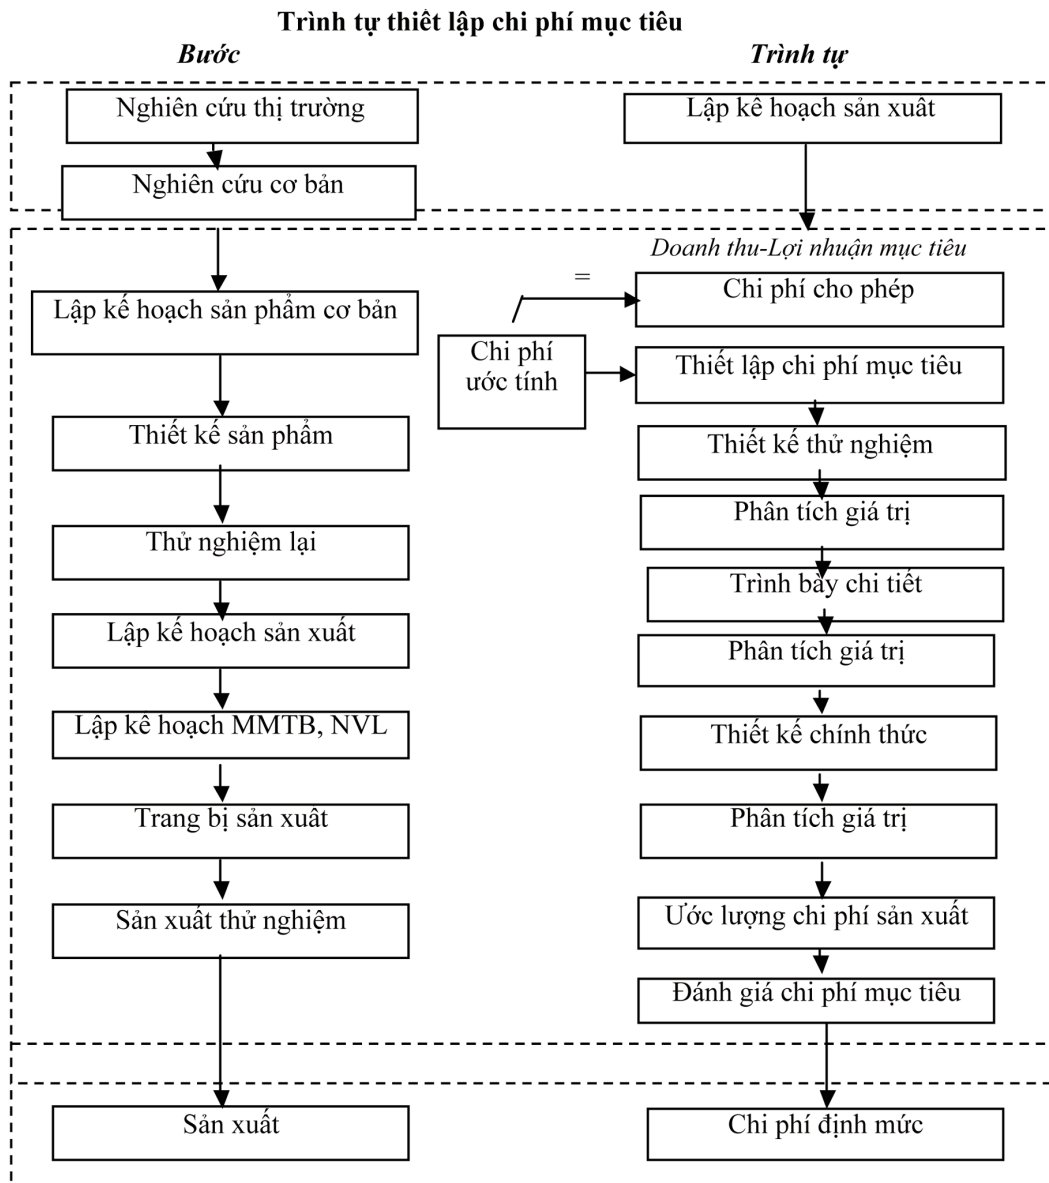 Trình tự thiết lập chi phí mục tiêu
Bước
Trình tự
Nghiên cứu thị trường
Nghiên cứu cơ bản
Lập kế hoạch sản phẩm cơ bản
Thiết kế sản phẩm
Thử nghiệm lại
Lập kế hoạch sản xuất
Lập kế hoạch MMTB, NVL
Trang bị sản xuất
Sản xuất thử nghiệm
Sản xuất
Lập kế hoạch sản xuất
Doanh thu-Lợi nhuận mục tiêu
=
Chi phí cho phép
Chi phí
ước tính
Thiết lập chi phí mục tiêu
Thiết kế thử nghiệm
Phân tích giá trị
Trình bày chi tiết
Phân tích giá trị
Thiết kế chính thức
Phân tích giá trị
Ước lượng chi phí sản xuất
Đánh giá chi phí mục tiêu
Chi phí định mức